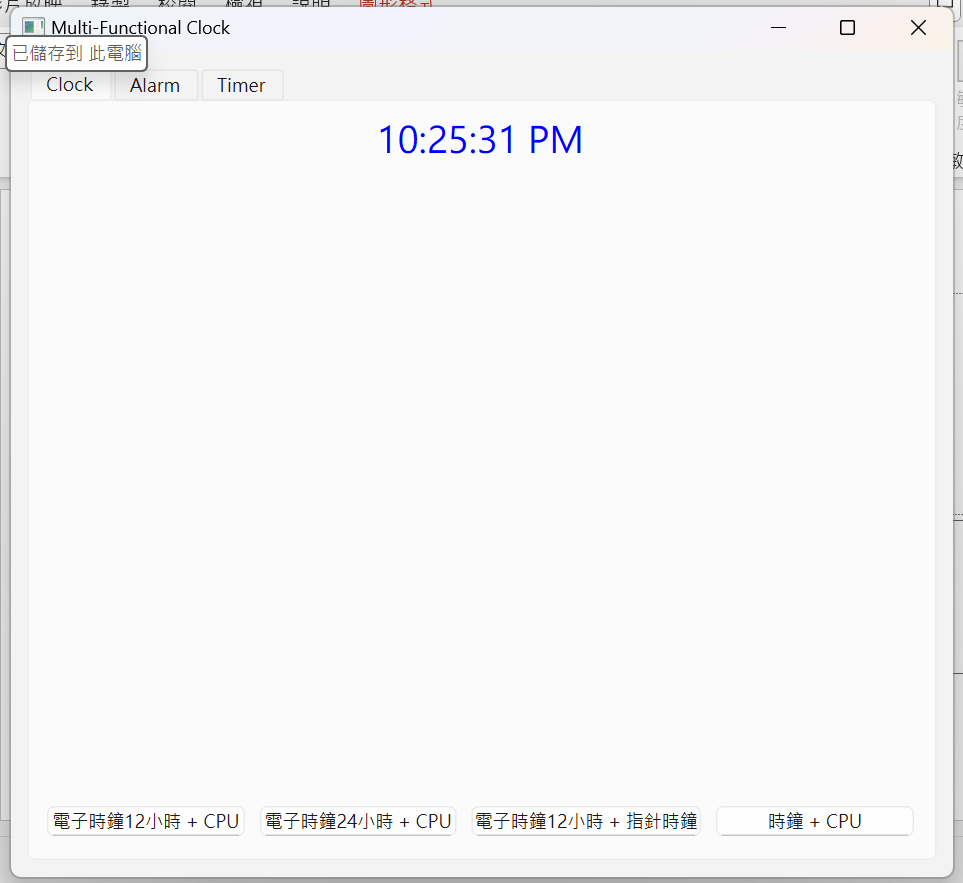 Multi-Functional Clock
已儲存到 此電腦
Clock
Alarm
Timer
10:25:31 PM
電子時鐘12小時 + CPU
電子時鐘24小時 + CPU
電子時鐘12小時 + 指針時鐘
時鐘 + CPU